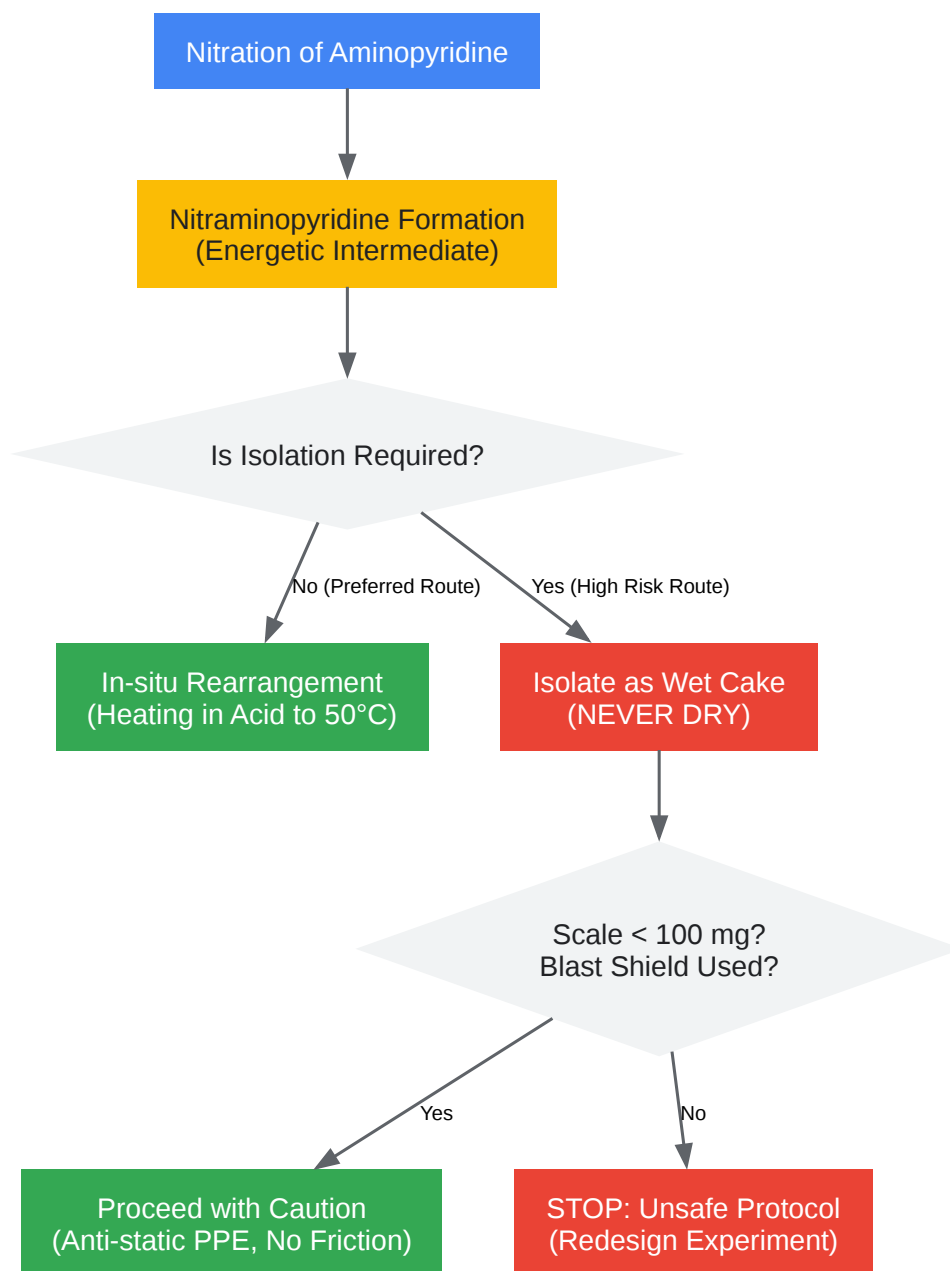 Nitration of Aminopyridine
Nitraminopyridine Formation
(Energetic Intermediate)
Is Isolation Required?
No (Preferred Route)
Yes (High Risk Route)
In-situ Rearrangement
(Heating in Acid to 50°C)
Isolate as Wet Cake
(NEVER DRY)
Scale < 100 mg?
Blast Shield Used?
Yes
No
Proceed with Caution
(Anti-static PPE, No Friction)
STOP: Unsafe Protocol
(Redesign Experiment)